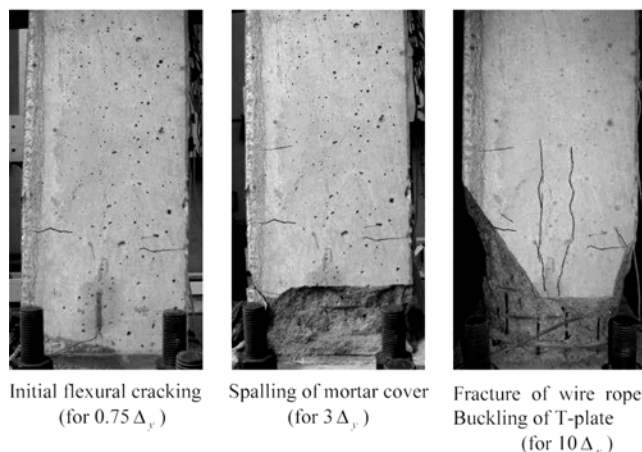 Initial flexural cracking
(for 0.75 Δy)
Spalling of mortar cover
(for 3 Δy)
Fracture of wire rope
Buckling of T-plate
(for 10 Δ